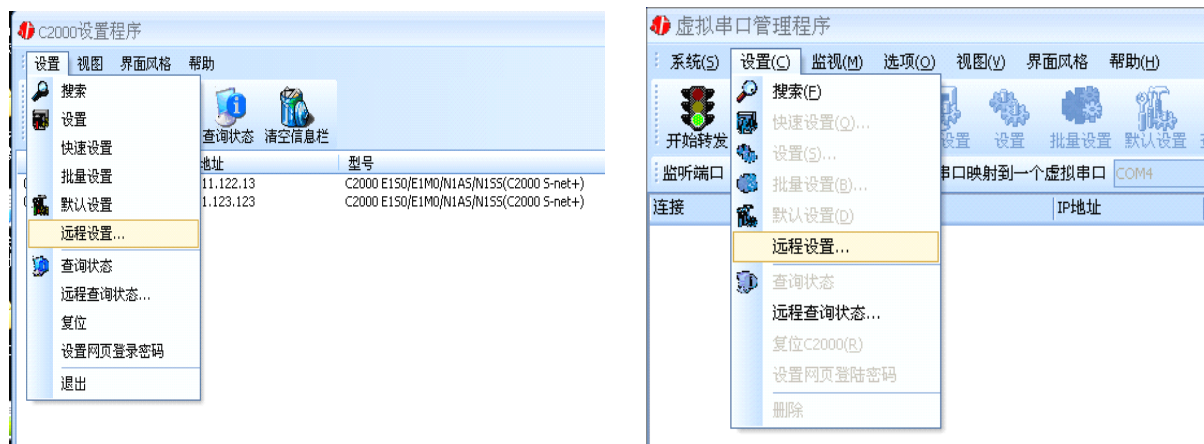 C2000设置程序
设置 视图 界面风格 帮助
搜索
设置
快速设置
批量设置
默认设置
远程设置...
查询状态
远程查询状态...
复位
设置网页登录密码
退出
查询状态 清空信息栏
地址 型号
11.122.13 C2000 E1S0/E1M0/N1A5/N1S5(C2000 S-net+)
1.123.123 C2000 E1S0/E1M0/N1A5/N1S5(C2000 S-net+)
虚拟串口管理程序
系统(S) 设置(C) 监视(M) 选项(O) 视图(V) 界面风格 帮助(H)
搜索(F)
快速设置(Q)...
设置(S)...
批量设置(B)...
默认设置(D)
远程设置...
查询状态
远程查询状态...
复位C2000(R)
设置网页登陆密码
删除
开始转发 设置 设置 批量设置 默认设置
监听端口 串口映射到一个虚拟串口 COM4
连接 IP地址